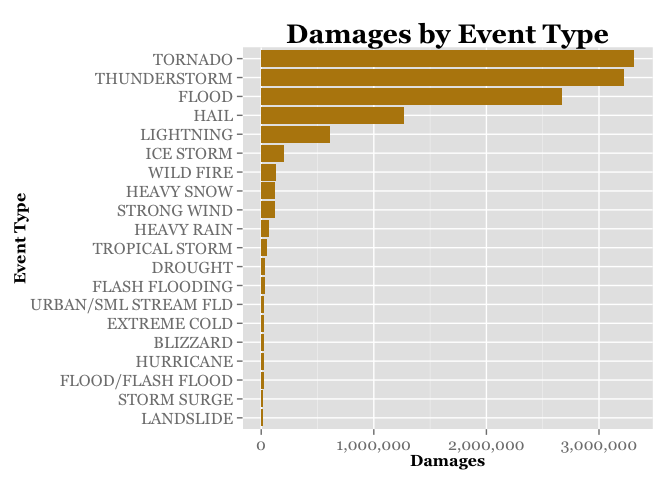 Damages by Event Type
TORNADO
THUNDERSTORM
FLOOD
HAIL
LIGHTNING
ICE STORM
WILD FIRE
HEAVY SNOW
STRONG WIND
HEAVY RAIN
TROPICAL STORM
DROUGHT
FLASH FLOODING
URBAN/SML STREAM FLD
EXTREME COLD
BLIZZARD
HURRICANE
FLOOD/FLASH FLOOD
STORM SURGE
LANDSLIDE
Event Type
0 1,000,000 2,000,000 3,000,000
Damages